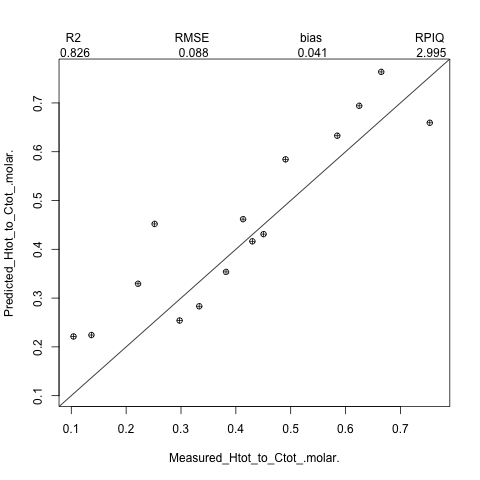 R2 RMSE bias RPIQ
0.826 0.088 0.041 2.995
Predicted_Htot_to_Ctot_.molar.
0.7
0.6
0.5
0.4
0.3
0.2
0.1
0.1 0.2 0.3 0.4 0.5 0.6 0.7
Measured_Htot_to_Ctot_.molar.